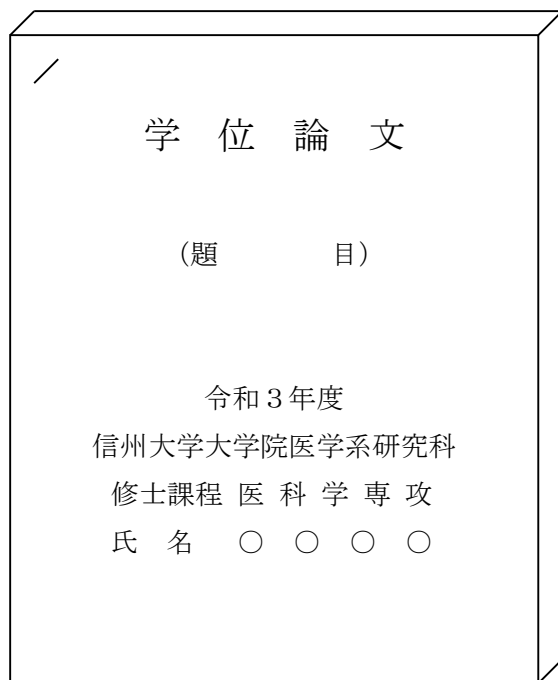 学 位 論 文
(題 目)
令和３年度
信州大学大学院医学系研究科
修士課程 医 科 学 専 攻
氏 名 ○ ○ ○ ○